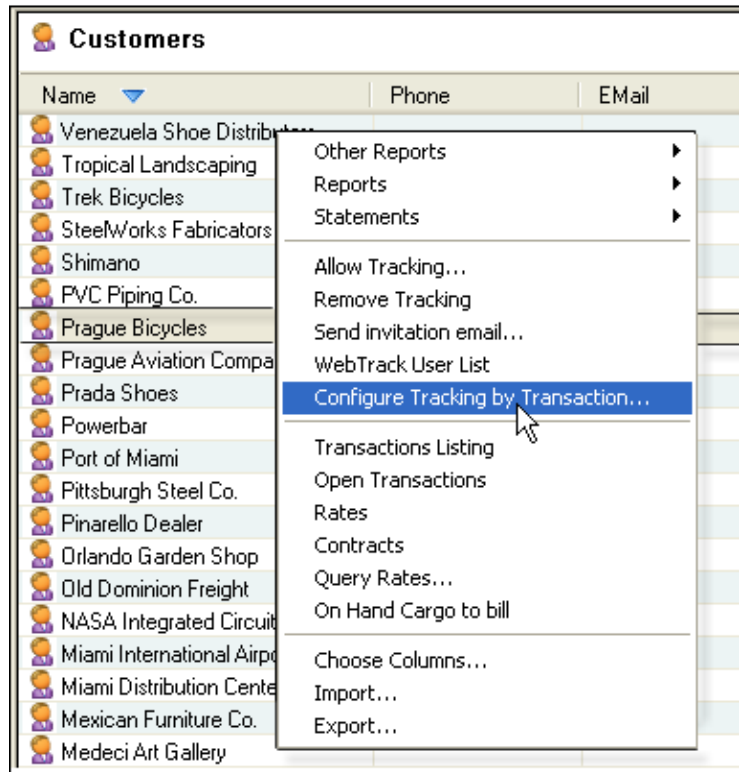 Customers
Name Phone EMail
Venezuela Shoe Distributors
Tropical Landscaping
Trek Bicycles
SteelWorks Fabricators
Shimano
PVC Piping Co.
Prague Bicycles
Prague Aviation Compa
Prada Shoes
Powerbar
Port of Miami
Pittsburgh Steel Co.
Pinarello Dealer
Orlando Garden Shop
Old Dominion Freight
NASA Integrated Circuit
Miami International Airpo
Miami Distribution Cente
Mexican Furniture Co.
Medeci Art Gallery
Other Reports
Reports
Statements
Allow Tracking...
Remove Tracking
Send invitation email...
WebTrack User List
Configure Tracking by Transaction...
Transactions Listing
Open Transactions
Rates
Contracts
Query Rates...
On Hand Cargo to bill
Choose Columns...
Import...
Export...